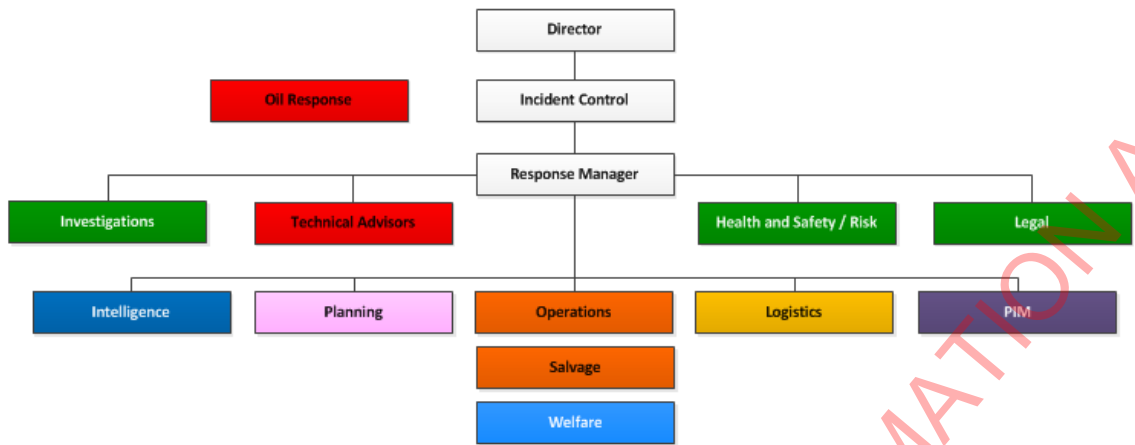 Director
Oil Response
Incident Control
Response Manager
Investigations
Technical Advisors
Health and Safety / Risk
Legal
Intelligence
Planning
Operations
Logistics
PIM
Salvage
Welfare
MATION A